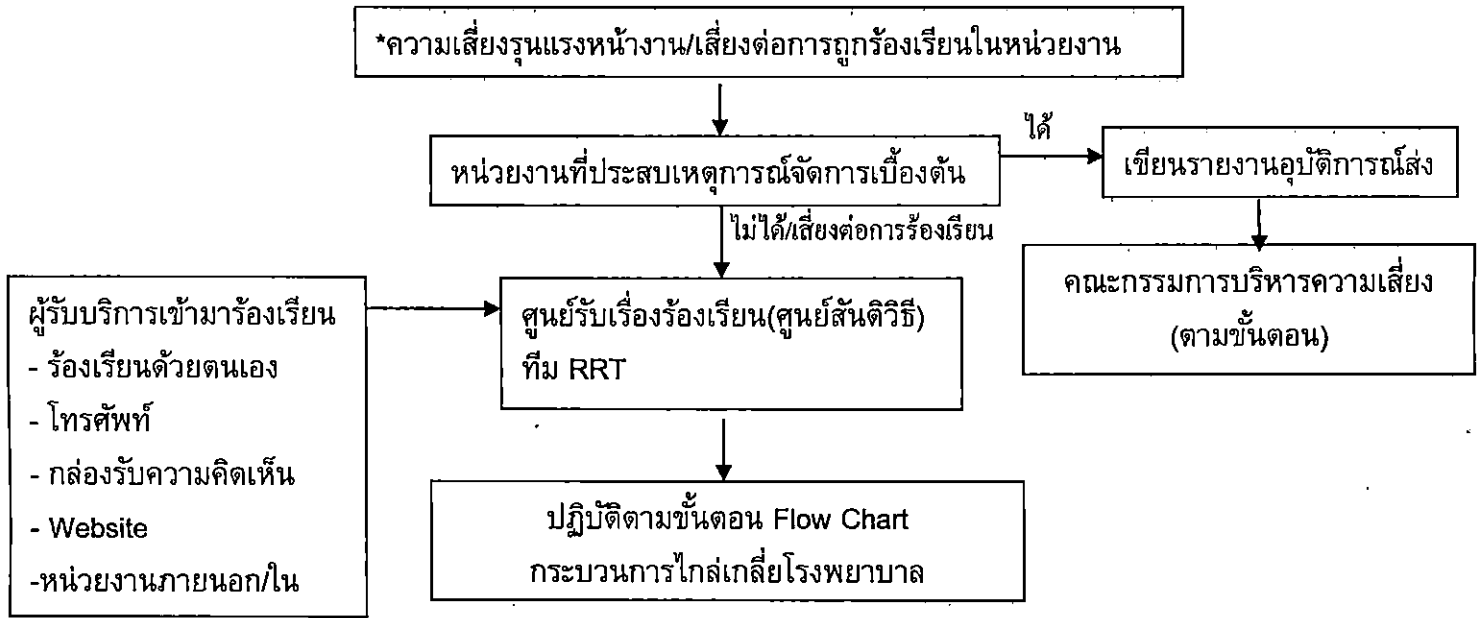 *ความเสี่ยงรุนแรงหน้างาน/เสี่ยงต่อการถูกร้องเรียนในหน่วยงาน
หน่วยงานที่ประสบเหตุการณ์จัดการเบื้องต้น
ได้
เขียนรายงานอุบัติการณ์ส่ง
ไม่ได้/เสี่ยงต่อการร้องเรียน
คณะกรรมการบริหารความเสี่ยง
(ตามขั้นตอน)
ผู้รับบริการเข้ามาร้องเรียน
- ร้องเรียนด้วยตนเอง
- โทรศัพท์
- กล่องรับความคิดเห็น
- Website
-หน่วยงานภายนอก/ใน
ศูนย์รับเรื่องร้องเรียน(ศูนย์สันติวิธี)
ทีม RRT
ปฏิบัติตามขั้นตอน Flow Chart
กระบวนการไกล่เกลี่ยโรงพยาบาล